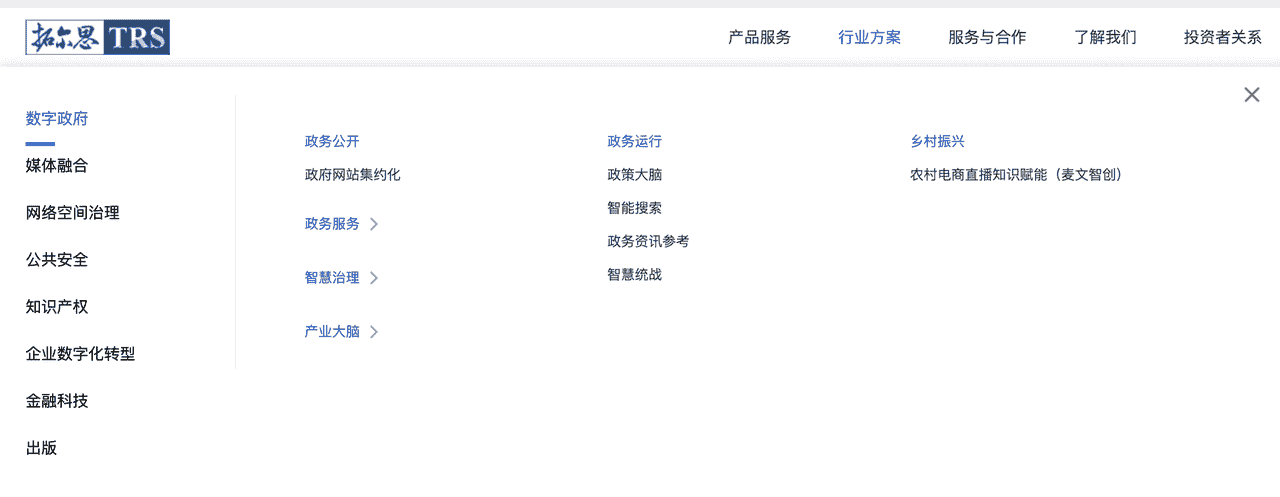 拓尔思 TRS
产品服务 行业方案 服务与合作 了解我们 投资者关系
数字政府
媒体融合
网络空间治理
公共安全
知识产权
企业数字化转型
金融科技
出版
政务公开
政府网站集约化
政务服务
智慧治理
产业大脑
政务运行
政策大脑
智能搜索
政务资讯参考
智慧统战
乡村振兴
农村电商直播知识赋能（麦文智创）